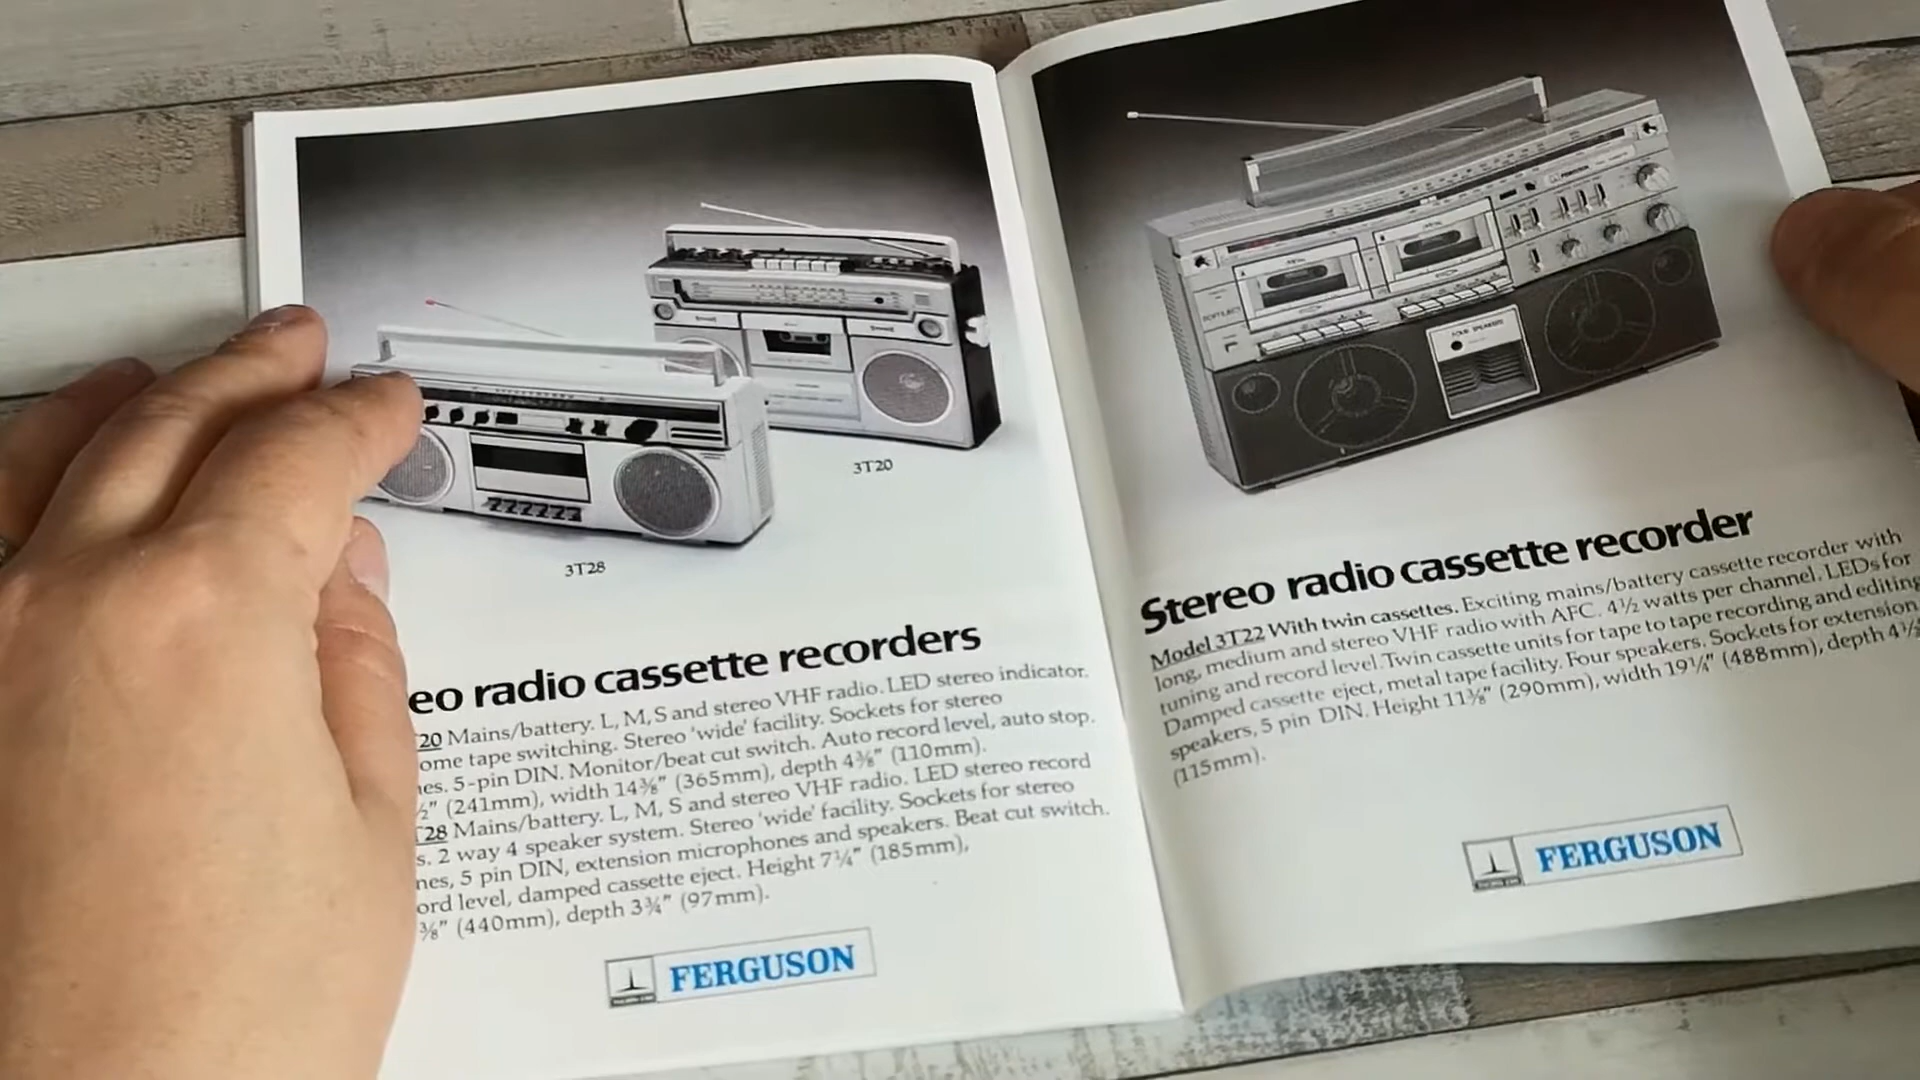 3T20
3T28
eo radio cassette recorders
20 Mains/battery. L, M, S and stereo VHF radio. LED stereo indicator.
ome tape switching. Stereo 'wide' facility. Sockets for stereo
nes. 5-pin DIN. Monitor/beat cut switch. Auto record level, auto stop.
½" (241mm), width 14⅜" (365mm), depth 4⅜" (110mm).
28 Mains/battery. L, M, S and stereo VHF radio. LED stereo record
s. 2 way 4 speaker system. Stereo 'wide' facility. Sockets for stereo
nes, 5 pin DIN, extension microphones and speakers. Beat cut switch.
ord level, damped cassette eject. Height 7¼" (185mm),
⅜" (440mm), depth 3¾" (97mm).
FERGUSON
FERGUSON
FOUR SPEAKERS
Stereo radio cassette recorder
Model 3T22 With twin cassettes. Exciting mains/battery cassette recorder with
long, medium and stereo VHF radio with AFC. 4½ watts per channel. LEDs for
tuning and record level. Twin cassette units for tape to tape recording and editing
Damped cassette eject, metal tape facility. Four speakers. Sockets for extension
speakers, 5 pin DIN. Height 11⅜" (290mm), width 19¼" (488mm), depth 4½
(115mm).
FERGUSON